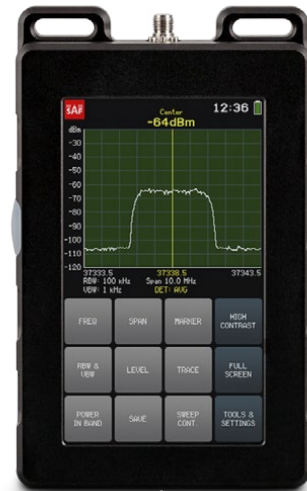 SAF
Center
12:36
-64dBm
dBm
-30
-40
-50
-60
-70
-80
-90
-100
-110
-120
37333.5
37338.5
37343.5
RBW: 100 kHz
Span: 10.0 MHz
VBW: 1 kHz
DET: AVG
FREQ
SPAN
MARKER
HIGH
CONTRAST
RBW &
VBW
LEVEL
TRACE
FULL
SCREEN
POWER
IN BAND
SAVE
SWEEP
CONT
TOOLS &
SETTINGS